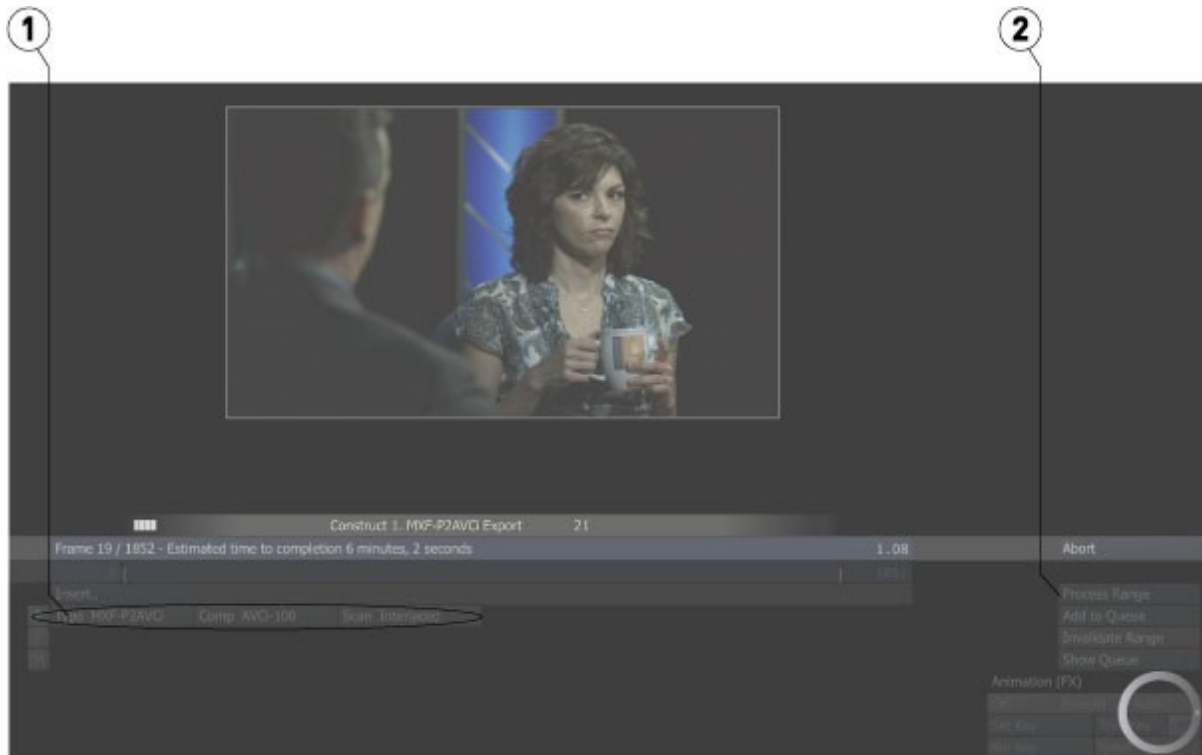 1
2
Construct 1. MXF-P2AVCi Export 21
Frame 19 / 1852 - Estimated time to completion 6 minutes, 2 seconds 1.08
Abort
1852
Insert..
Process Range
Type MXF-P2AVCi Comp AVCi-100 Scan Interlaced
Add to Queue
Invalidate Range
Show Queue
Animation (FX)
Set Key